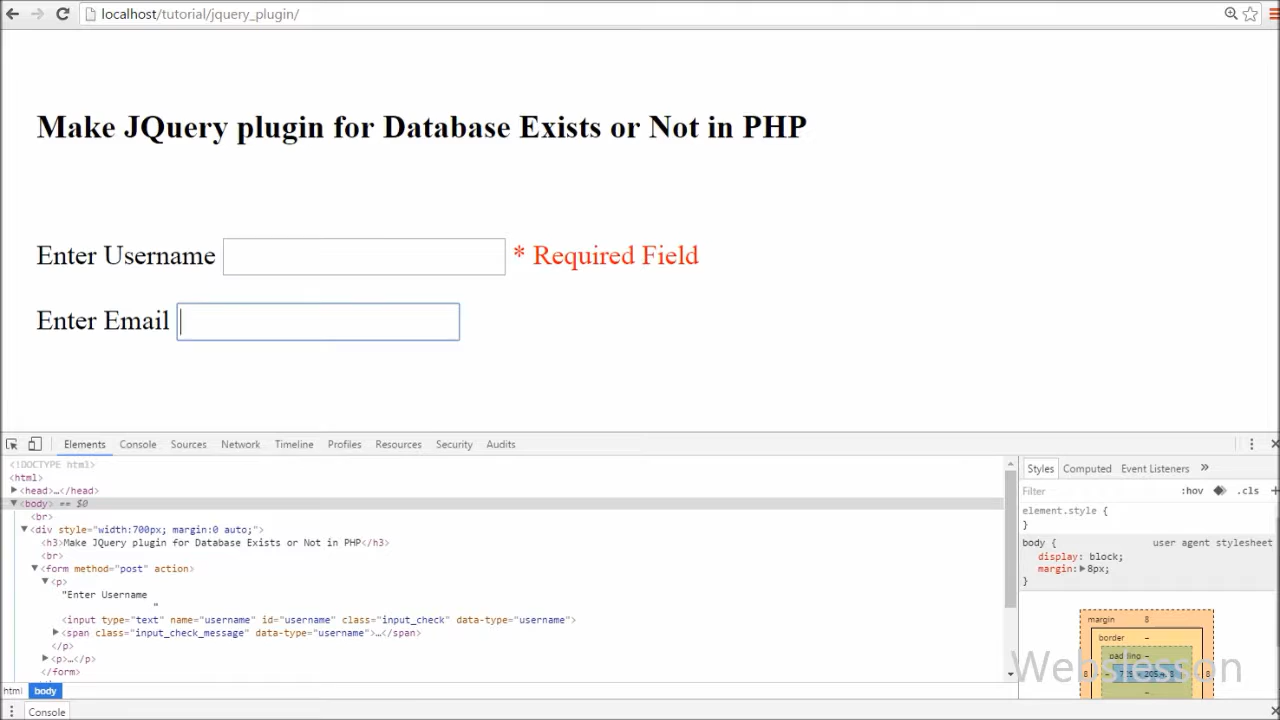 localhost/tutorial/jquery_plugin/
Make JQuery plugin for Database Exists or Not in PHP
Enter Username * Required Field
Enter Email
Elements Console Sources Network Timeline Profiles Resources Security Audits
<!DOCTYPE html>
<html>
<head>…</head>
<body> == $0
<br>
<div style="width:700px; margin:0 auto;">
<h3>Make JQuery plugin for Database Exists or Not in PHP</h3>
<br>
<form method="post" action>
<p>
"Enter Username
"
<input type="text" name="username" id="username" class="input_check" data-type="username">
<span class="input_check_message" data-type="username">…</span>
</p>
<p>…</p>
</form>
html body
Console
Styles Computed Event Listeners »
Filter :hov .cls +
element.style {
}
body { user agent stylesheet
display: block;
margin: 8px;
}
margin 8
border –
padding –
8 8
–
Webslesson